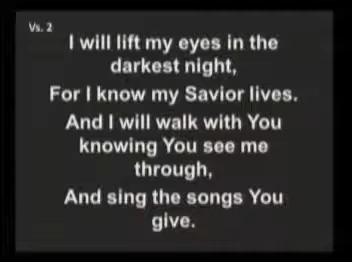 Vs. 2
I will lift my eyes in the
darkest night,
For I know my Savior lives.
And I will walk with You
knowing You see me
through,
And sing the songs You
give.